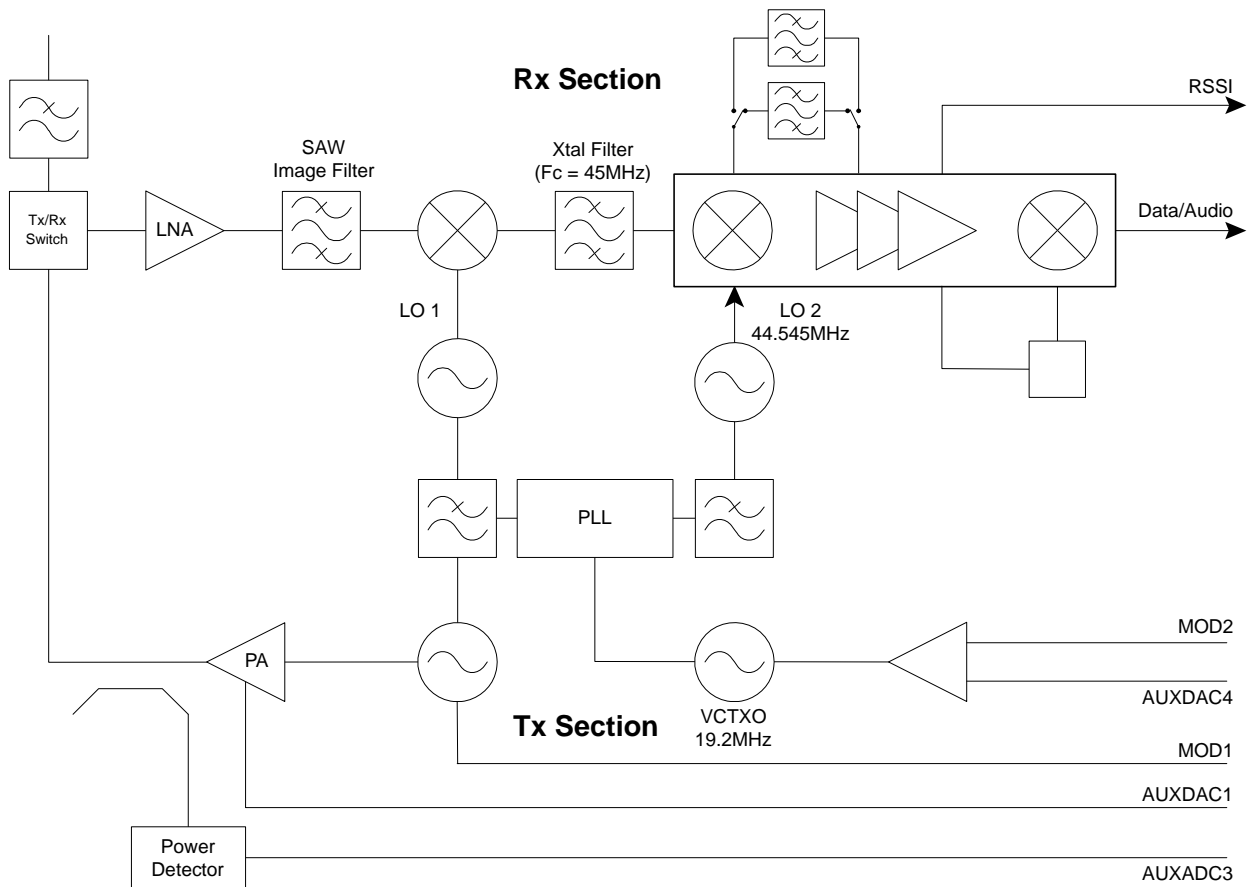 Rx Section
RSSI
SAW
Image Filter
Xtal Filter
(Fc = 45MHz)
Tx/Rx
Switch
LNA
Data/Audio
LO 1
LO 2
44.545MHz
PLL
MOD2
PA
AUXDAC4
Tx Section
VCTXO
19.2MHz
MOD1
AUXDAC1
Power
Detector
AUXADC3